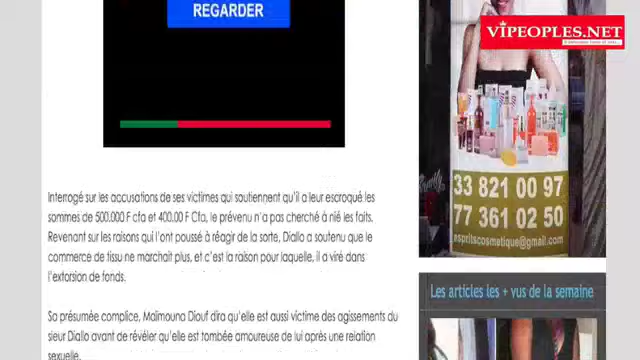 REGARDER
VIPEOPLES.NET
33 821 00 97
77 361 02 50
espritscosmetique@gmail.com
Interrogé sur les accusations de ses victimes qui soutiennent qu'il a leur escroqué les
sommes de 500.000 F cfa et 400.00 F Cfa, le prévenu n'a pas cherché à nié les faits.
Revenant sur les raisons qui l'ont poussé à réagir de la sorte, Diallo a soutenu que le
commerce de tissu ne marchait plus, et c'est la raison pour laquelle, il a viré dans
l'extorsion de fonds.
Sa présumée complice, Maïmouna Diouf dira qu'elle est aussi victime des agissements du
sieur Diallo avant de révéler qu'elle est tombée amoureuse de lui après une relation
sexuelle.
Les articles les + vus de la semaine